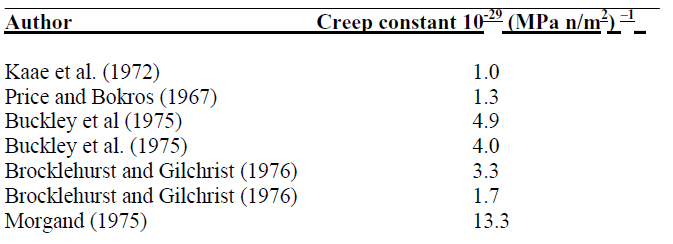 Author Creep constant 10⁻²⁹ (MPa n/m²)⁻¹
Kaae et al. (1972) 1.0
Price and Bokros (1967) 1.3
Buckley et al (1975) 4.9
Buckley et al. (1975) 4.0
Brocklehurst and Gilchrist (1976) 3.3
Brocklehurst and Gilchrist (1976) 1.7
Morgand (1975) 13.3